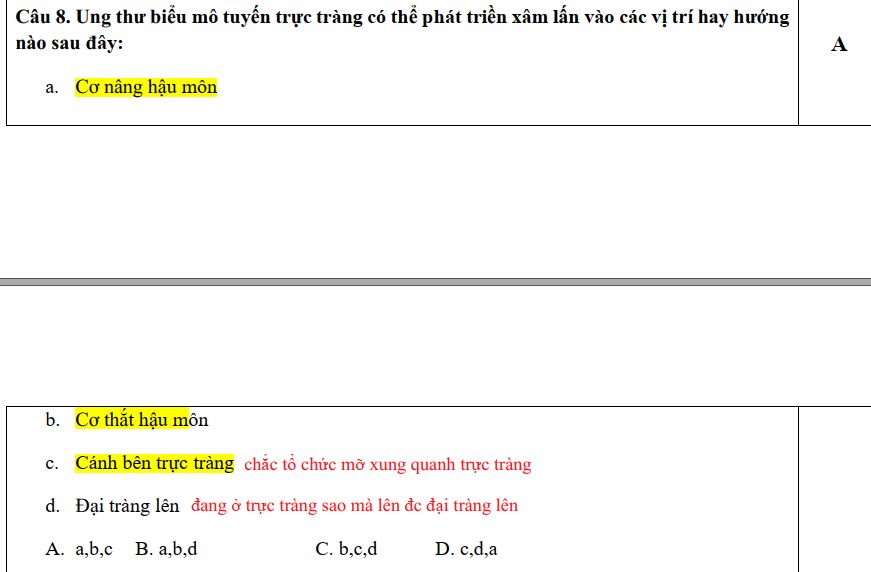 Câu 8. Ung thư biểu mô tuyến trực tràng có thể phát triển xâm lấn vào các vị trí hay hướng
nào sau đây:
A
a. Cơ nâng hậu môn
b. Cơ thắt hậu môn
c. Cánh bên trực tràng chắc tổ chức mỡ xung quanh trực tràng
d. Đại tràng lên đang ở trực tràng sao mà lên đc đại tràng lên
A. a,b,c B. a,b,d C. b,c,d D. c,d,a